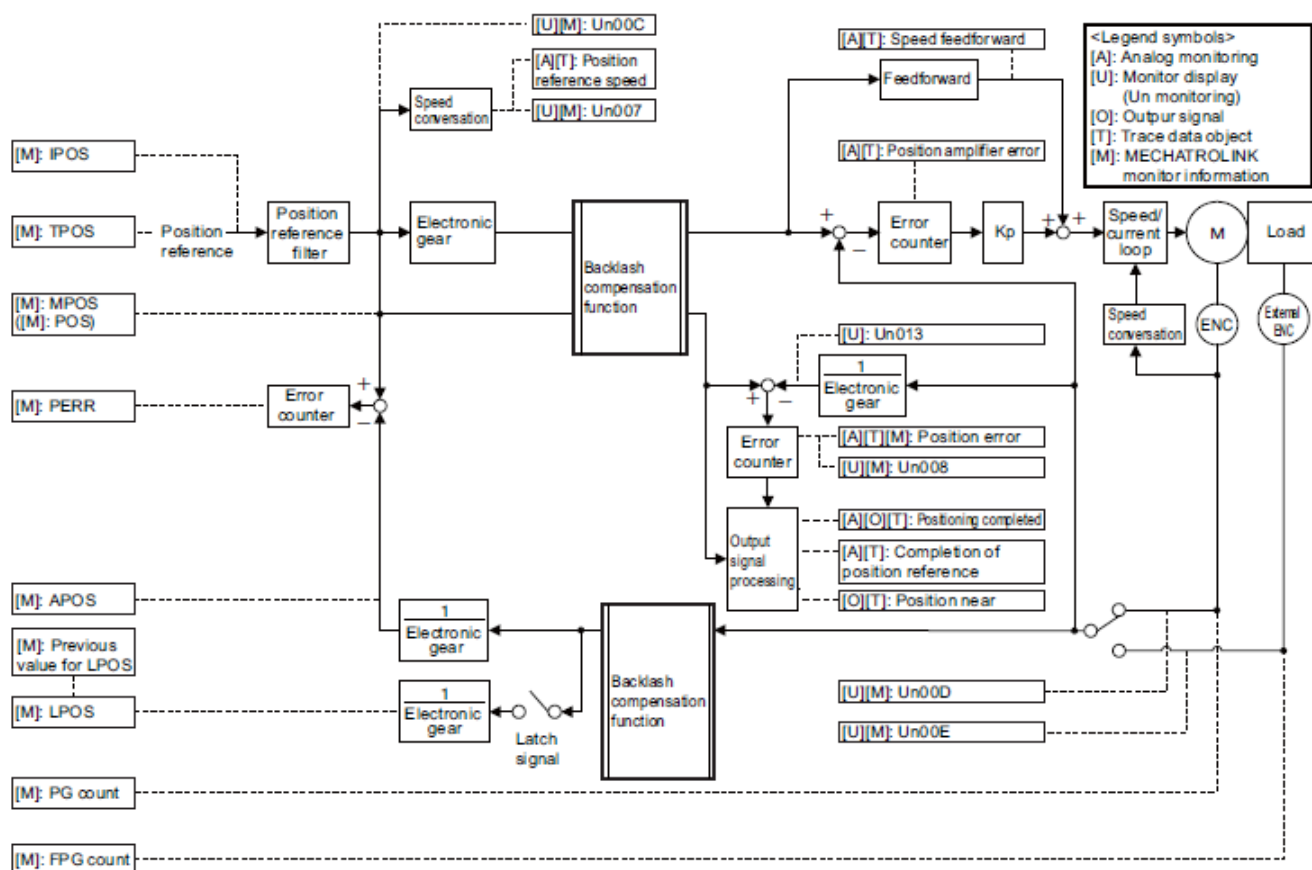 [U][M]: Un00C
[A][T]: Position
reference speed
[U][M]: Un007
Speed
conversation
[A][T]: Speed feedforward
Feedforward
[A][T]: Position amplifier error
<Legend symbols>
[A]: Analog monitoring
[U]: Monitor display
(Un monitoring)
[O]: Outpur signal
[T]: Trace data object
[M]: MECHATROLINK
monitor information
[M]: IPOS
[M]: TPOS
Position
reference
Position
reference
filter
Electronic
gear
Backlash
compensation
function
+
−
Error
counter
Kp
+
+
Speed/
current
loop
M
Load
[M]: MPOS
([M]: POS)
Speed
conversation
ENC
External
ENC
[U]: Un013
1
Electronic
gear
+
−
[M]: PERR
Error
counter
+
−
Error
counter
[A][T][M]: Position error
[U][M]: Un008
Output
signal
processing
[A][O][T]: Positioning completed
[A][T]: Completion of
position reference
[O][T]: Position near
[M]: APOS
1
Electronic
gear
[M]: Previous
value for LPOS
[M]: LPOS
1
Electronic
gear
Latch
signal
Backlash
compensation
function
[U][M]: Un00D
[U][M]: Un00E
[M]: PG count
[M]: FPG count